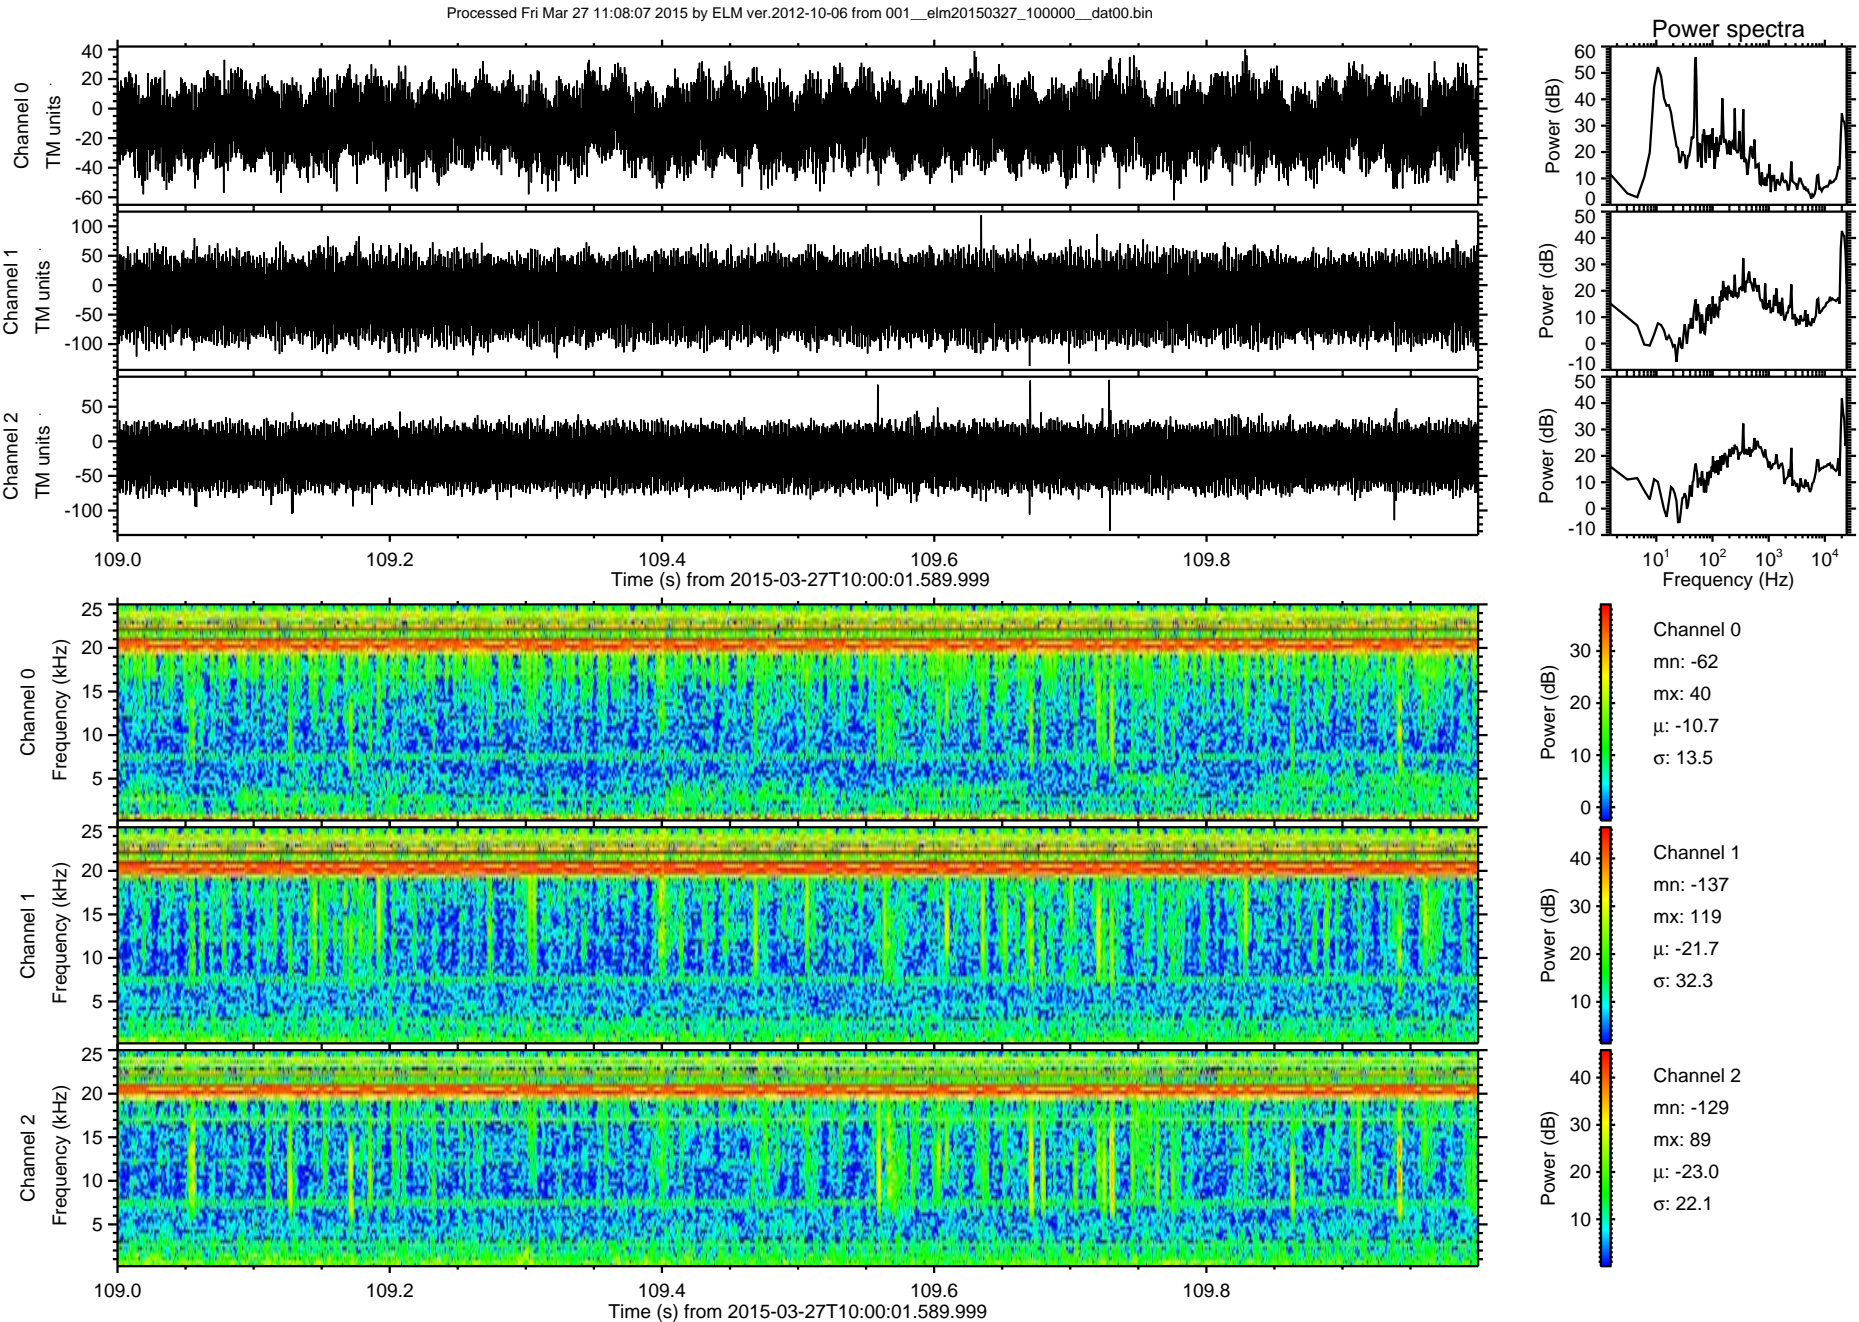 Processed Fri Mar 27 11:08:07 2015 by ELM ver.2012-10-06 from 001__elm20150327_100000__dat00.bin
Power spectra
Channel 0
TM units
40
20
0
-20
-40
-60
Power (dB)
60
50
40
30
20
10
0
Channel 1
TM units
100
50
0
-50
-100
Power (dB)
50
40
30
20
10
0
-10
Channel 2
TM units
50
0
-50
-100
Power (dB)
50
40
30
20
10
0
-10
109.0 109.2 109.4 109.6 109.8
Time (s) from 2015-03-27T10:00:01.589.999
10¹ 10² 10³ 10⁴
Frequency (Hz)
Channel 0
Frequency (kHz)
25
20
15
10
5
Power (dB)
30
20
10
0
Channel 0
mn: -62
mx: 40
μ: -10.7
σ: 13.5
Channel 1
Frequency (kHz)
25
20
15
10
5
Power (dB)
40
30
20
10
Channel 1
mn: -137
mx: 119
μ: -21.7
σ: 32.3
Channel 2
Frequency (kHz)
25
20
15
10
5
Power (dB)
40
30
20
10
Channel 2
mn: -129
mx: 89
μ: -23.0
σ: 22.1
109.0 109.2 109.4 109.6 109.8
Time (s) from 2015-03-27T10:00:01.589.999